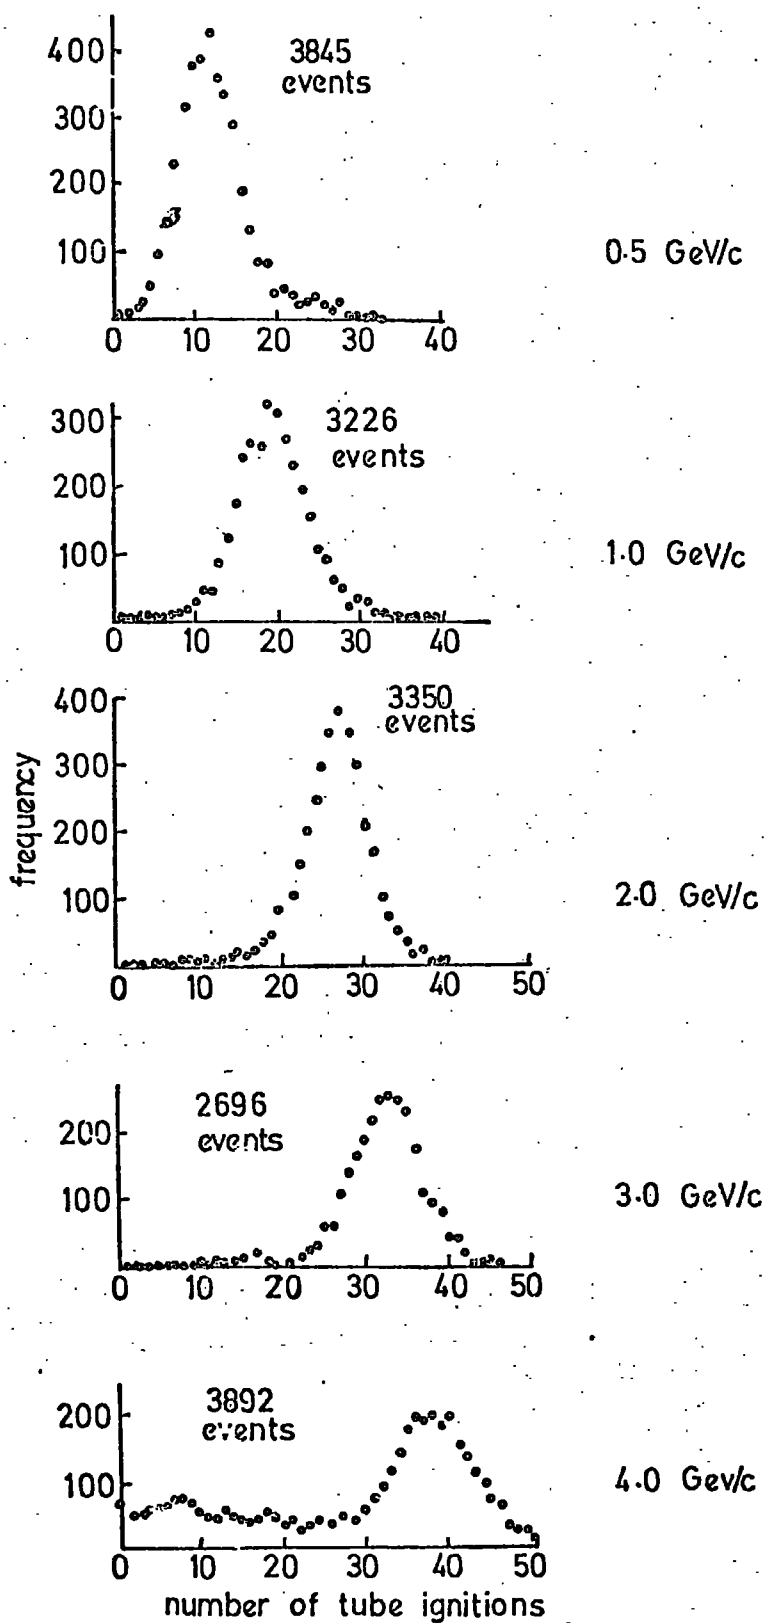 400
300
200
100
3845
events
0.5 GeV/c
0 10 20 30 40
300
200
100
3226
events
1.0 GeV/c
0 10 20 30 40
frequency
400
300
200
100
3350
events
2.0 GeV/c
0 10 20 30 40 50
200
100
2696
events
3.0 GeV/c
0 10 20 30 40 50
200
100
3892
events
4.0 Gev/c
0 10 20 30 40 50
number of tube ignitions